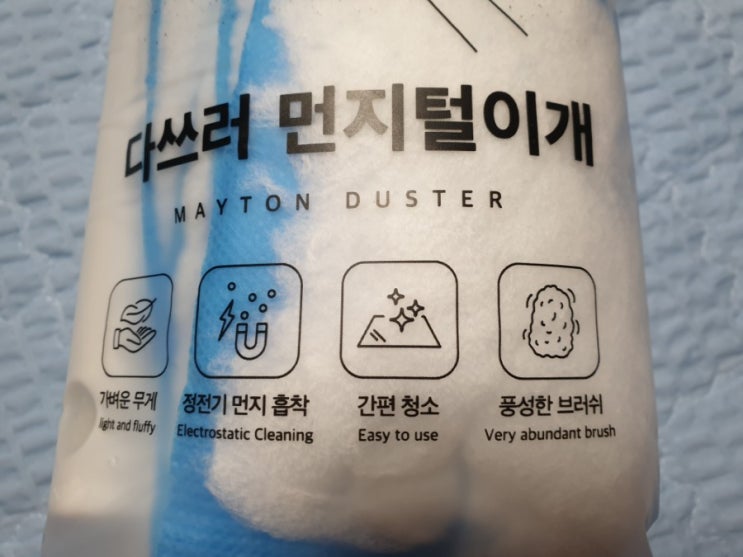 다쓰러 먼지털이개
MAYTON DUSTER
가벼운 무게
light and fluffy
정전기 먼지 흡착
Electrostatic Cleaning
간편 청소
Easy to use
풍성한 브러쉬
Very abundant brush